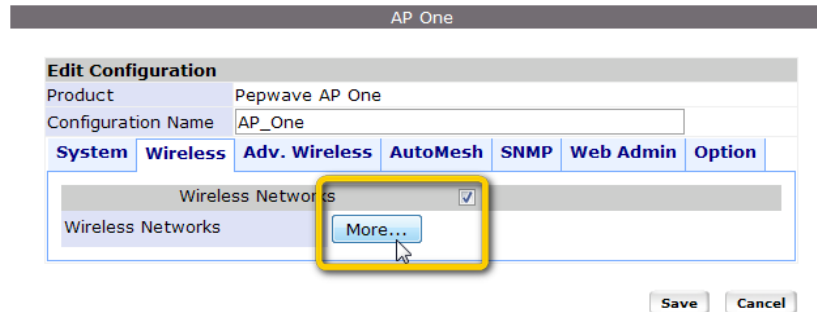 AP One
Edit Configuration
Product Pepwave AP One
Configuration Name AP_One
System Wireless Adv. Wireless AutoMesh SNMP Web Admin Option
Wireless Networks
Wireless Networks More...
Save Cancel